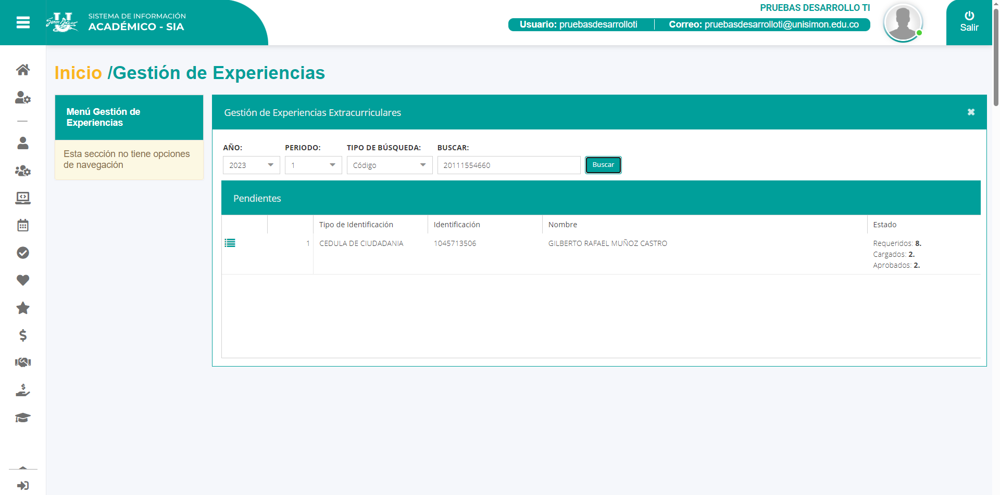 SISTEMA DE INFORMACIÓN
ACADÉMICO - SIA
PRUEBAS DESARROLLO TI
Usuario: pruebasdesarrolloti
Correo: pruebasdesarrolloti@unisimon.edu.co
Salir
Inicio /Gestión de Experiencias
Menú Gestión de
Experiencias
Esta sección no tiene opciones
de navegación
Gestión de Experiencias Extracurriculares
AÑO: PERIODO: TIPO DE BÚSQUEDA: BUSCAR:
2023 1 Código 20111554660 Buscar
Pendientes
Tipo de Identificación Identificación Nombre Estado
1 CEDULA DE CIUDADANIA 1045713506 GILBERTO RAFAEL MUÑOZ CASTRO Requeridos: 8.
Cargados: 2.
Aprobados: 2.